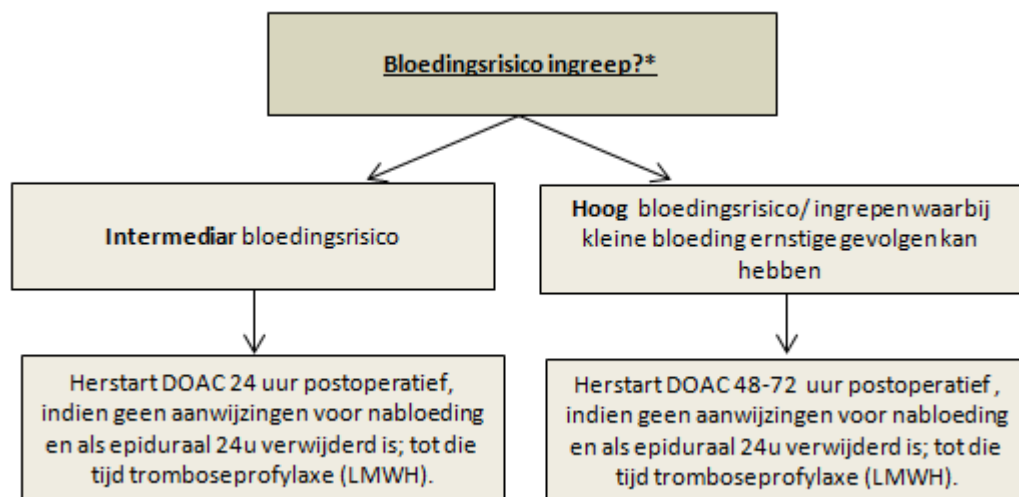 Bloedingsrisico ingreep?*
Intermediar bloedingsrisico
Hoog bloedingsrisico/ ingrepen waarbij
kleine bloeding ernstige gevolgen kan
hebben
Herstart DOAC 24 uur postoperatief,
indien geen aanwijzingen voor nabloeding
en als epiduraal 24u verwijderd is; tot die
tijd tromboseprofylaxe (LMWH).
Herstart DOAC 48-72 uur postoperatief ,
indien geen aanwijzingen voor nabloeding
en als epiduraal 24u verwijderd is; tot die
tijd tromboseprofylaxe (LMWH).